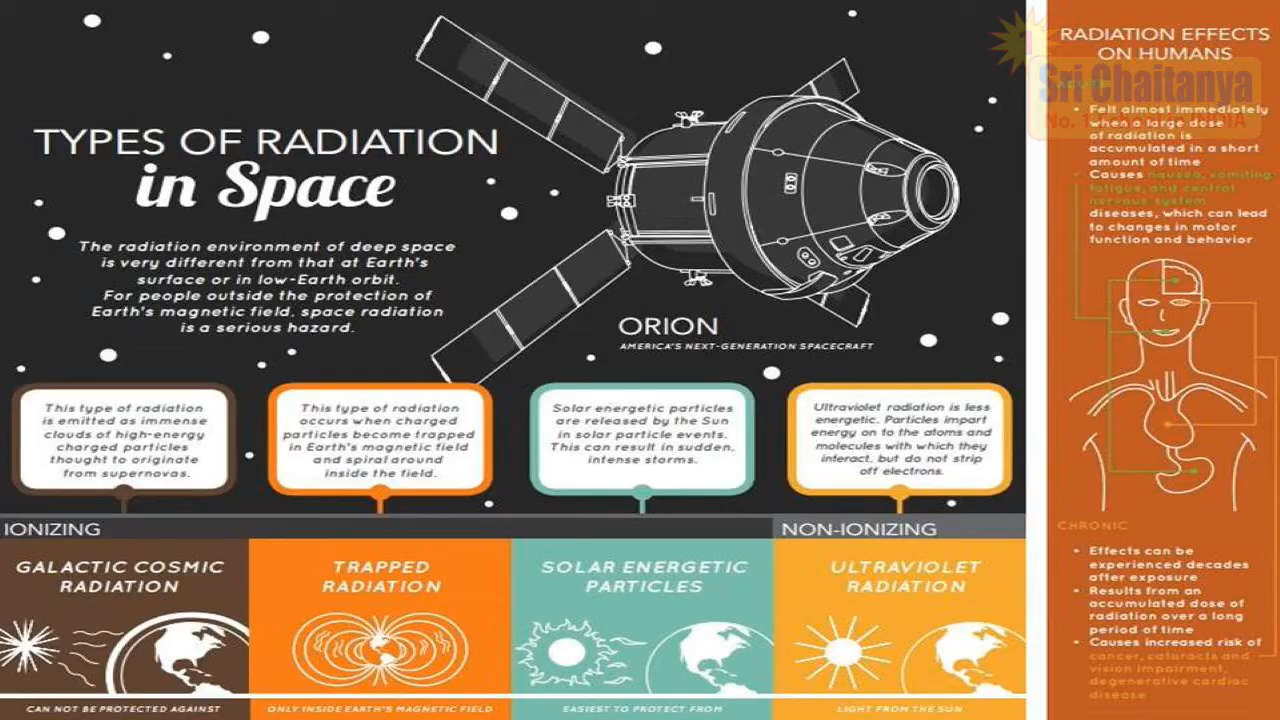 TYPES OF RADIATION
in Space
The radiation environment of deep space
is very different from that at Earth's
surface or in low-Earth orbit.
For people outside the protection of
Earth's magnetic field, space radiation
is a serious hazard.
ORION
AMERICA'S NEXT-GENERATION SPACECRAFT
This type of radiation
is emitted as immense
clouds of high-energy
charged particles
thought to originate
from supernovas.
This type of radiation
occurs when charged
particles become trapped
in Earth's magnetic field
and spiral around
inside the field.
Solar energetic particles
are released by the Sun
in solar particle events.
This can result in sudden,
intense storms.
Ultraviolet radiation is less
energetic. Particles impart
energy on to the atoms and
molecules with which they
interact, but do not strip
off electrons.
IONIZING
NON-IONIZING
GALACTIC COSMIC
RADIATION
TRAPPED
RADIATION
SOLAR ENERGETIC
PARTICLES
ULTRAVIOLET
RADIATION
CAN NOT BE PROTECTED AGAINST
ONLY INSIDE EARTH'S MAGNETIC FIELD
EASIEST TO PROTECT FROM
LIGHT FROM THE SUN
RADIATION EFFECTS
ON HUMANS
Sri Chaitanya
No. 1
• Felt almost immediately
when a large dose
of radiation is
accumulated in a short
amount of time
• Causes nausea, vomiting
fatigue, and central
nervous system
diseases, which can lead
to changes in motor
function and behavior
CHRONIC
• Effects can be
experienced decades
after exposure
• Results from an
accumulated dose of
radiation over a long
period of time
• Causes increased risk of
cancer, cataracts and
vision impairment,
degenerative cardiac
disease